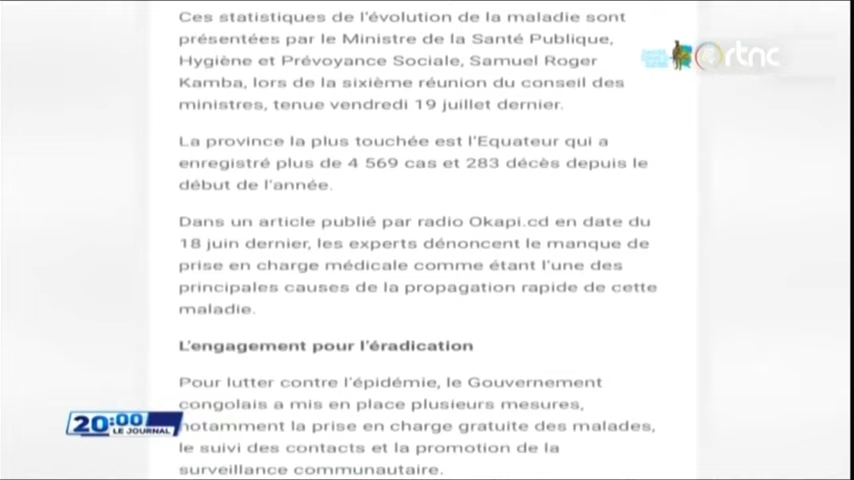 Ces statistiques de l'évolution de la maladie sont
présentées par le Ministre de la Santé Publique,
Hygiène et Prévoyance Sociale, Samuel Roger
Kamba, lors de la sixième réunion du conseil des
ministres, tenue vendredi 19 juillet dernier.
rtnc
La province la plus touchée est l'Equateur qui a
enregistré plus de 4 569 cas et 283 décès depuis le
début de l'année.
Dans un article publié par radio Okapi.cd en date du
18 juin dernier, les experts dénoncent le manque de
prise en charge médicale comme étant l'une des
principales causes de la propagation rapide de cette
maladie.
L'engagement pour l'éradication
Pour lutter contre l'épidémie, le Gouvernement
congolais a mis en place plusieurs mesures,
notamment la prise en charge gratuite des malades,
le suivi des contacts et la promotion de la
surveillance communautaire.
20:00
LE JOURNAL